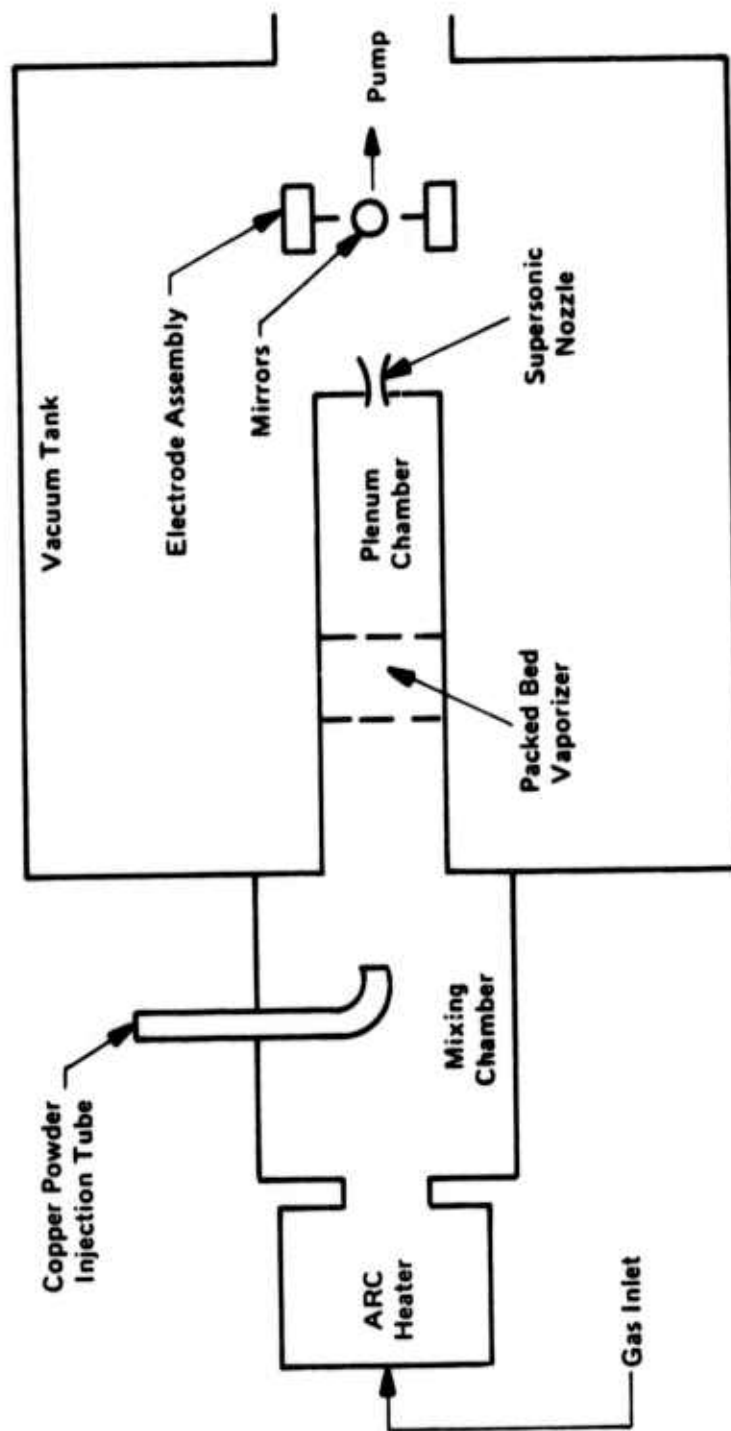 Copper Powder
Injection Tube
Vacuum Tank
Electrode Assembly
Mirrors
Pump
ARC
Heater
Mixing
Chamber
Plenum
Chamber
Packed Bed
Vaporizer
Supersonic
Nozzle
Gas Inlet